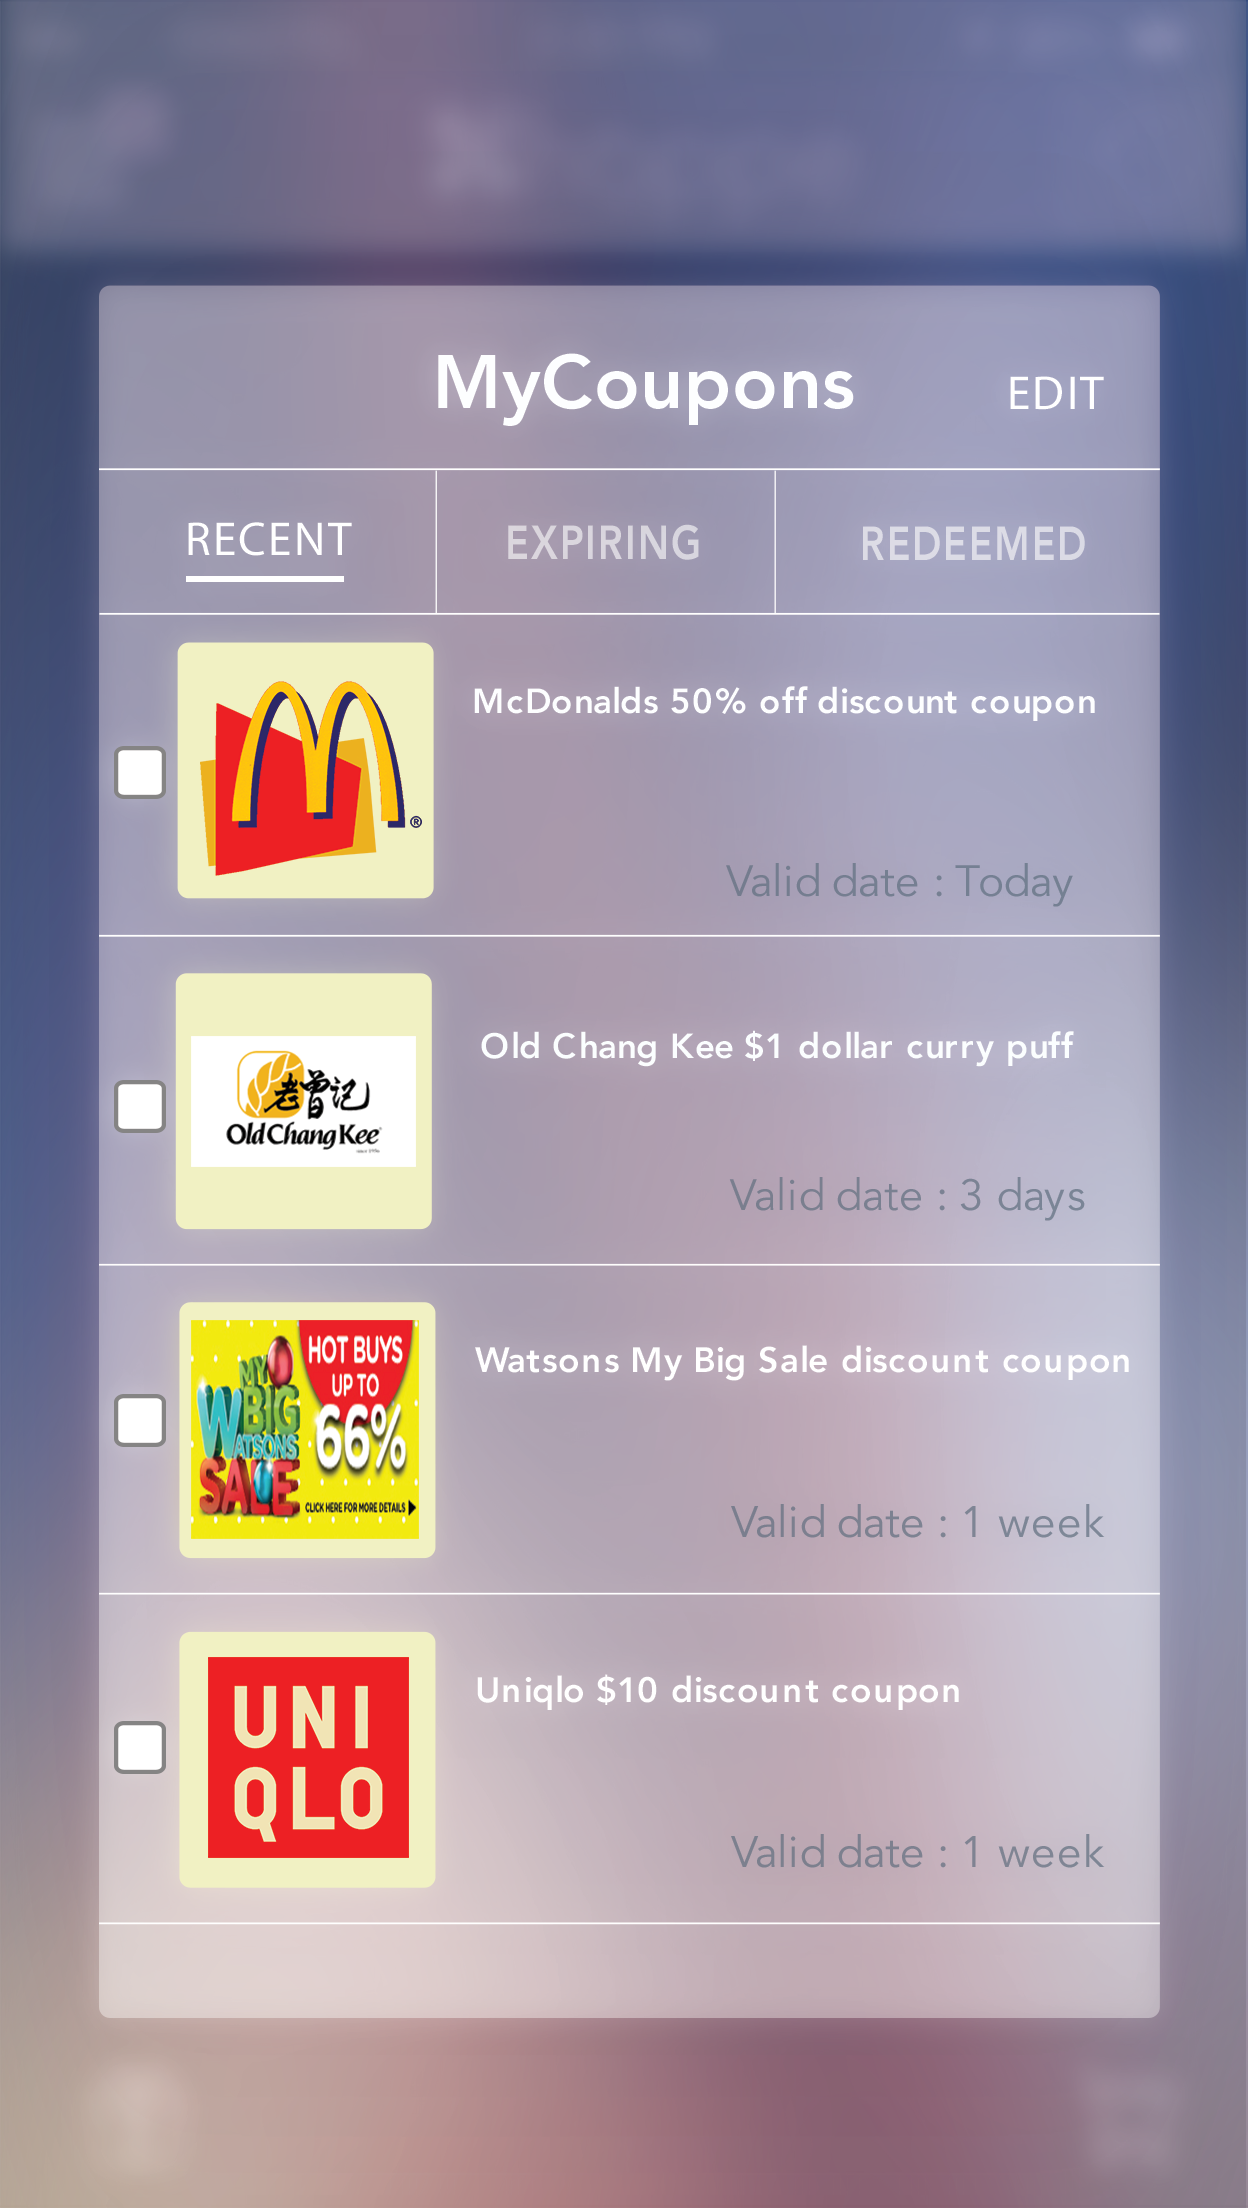 MyCoupons
EDIT
RECENT
EXPIRING
REDEEMED
®
McDonalds 50% off discount coupon
Valid date : Today
老曾记
Old Chang Kee
Old Chang Kee $1 dollar curry puff
Valid date : 3 days
MY
BIG
WATSONS
SALE
HOT BUYS
UP TO
66%
CLICK HERE FOR MORE DETAILS
Watsons My Big Sale discount coupon
Valid date : 1 week
UNI
QLO
Uniqlo $10 discount coupon
Valid date : 1 week